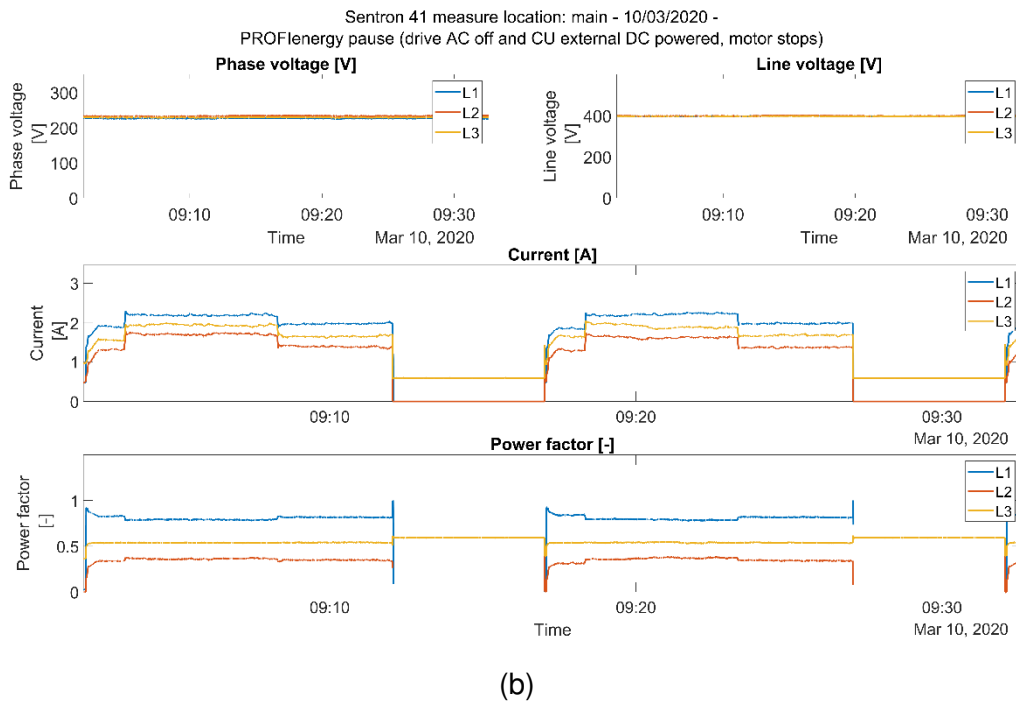 Sentron 41 measure location: main - 10/03/2020 -
PROFIenergy pause (drive AC off and CU external DC powered, motor stops)
Phase voltage [V]
Phase voltage
[V]
300
200
100
0
L1
L2
L3
09:10
09:20
09:30
Time
Mar 10, 2020
Line voltage [V]
Line voltage
[V]
400
200
0
L1
L2
L3
09:10
09:20
09:30
Time
Mar 10, 2020
Current [A]
Current
[A]
3
2
1
0
L1
L2
L3
09:10
09:20
09:30
Mar 10, 2020
Power factor [-]
Power factor
[-]
1
0.5
0
L1
L2
L3
09:10
09:20
09:30
Time
Mar 10, 2020
(b)